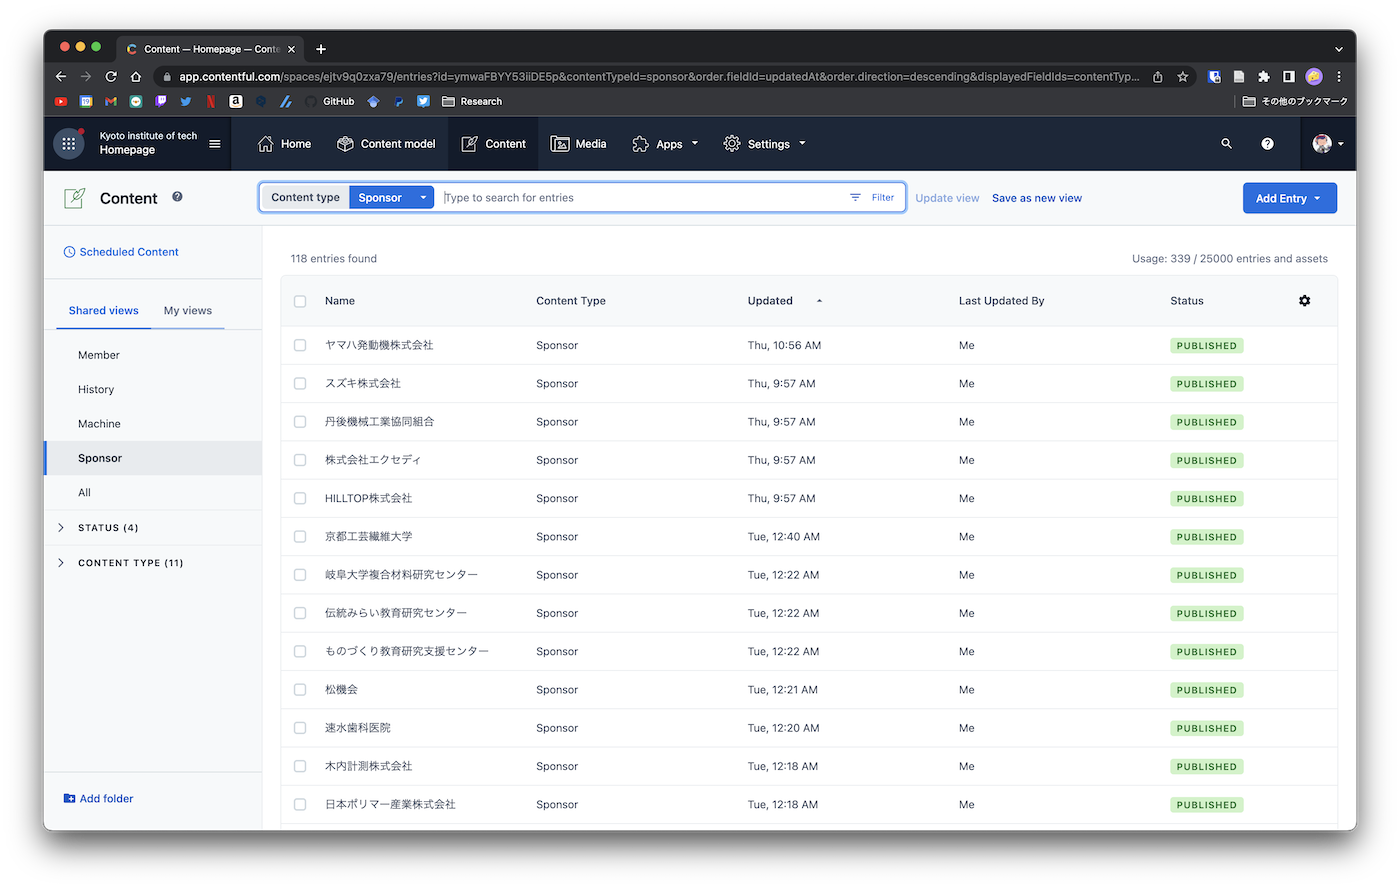 Content — Homepage — Conte
app.contentful.com/spaces/ejtv9q0zxa79/entries?id=ymwaFBYY53iiDE5p&contentTypeId=sponsor&order.fieldId=updatedAt&order.direction=descending&displayedFieldIds=contentTyp...
GitHub
Research
その他のブックマーク
Kyoto institute of tech
Homepage
Home
Content model
Content
Media
Apps
Settings
Content
Content type
Sponsor
Type to search for entries
Filter
Update view
Save as new view
Add Entry
Scheduled Content
Shared views
My views
Member
History
Machine
Sponsor
All
STATUS (4)
CONTENT TYPE (11)
Add folder
118 entries found
Usage: 339 / 25000 entries and assets
Name Content Type Updated Last Updated By Status
ヤマハ発動機株式会社 Sponsor Thu, 10:56 AM Me PUBLISHED
スズキ株式会社 Sponsor Thu, 9:57 AM Me PUBLISHED
丹後機械工業協同組合 Sponsor Thu, 9:57 AM Me PUBLISHED
株式会社エクセディ Sponsor Thu, 9:57 AM Me PUBLISHED
HILLTOP株式会社 Sponsor Thu, 9:57 AM Me PUBLISHED
京都工芸繊維大学 Sponsor Tue, 12:40 AM Me PUBLISHED
岐阜大学複合材料研究センター Sponsor Tue, 12:22 AM Me PUBLISHED
伝統みらい教育研究センター Sponsor Tue, 12:22 AM Me PUBLISHED
ものづくり教育研究支援センター Sponsor Tue, 12:22 AM Me PUBLISHED
松機会 Sponsor Tue, 12:21 AM Me PUBLISHED
速水歯科医院 Sponsor Tue, 12:20 AM Me PUBLISHED
木内計測株式会社 Sponsor Tue, 12:18 AM Me PUBLISHED
日本ポリマー産業株式会社 Sponsor Tue, 12:18 AM Me PUBLISHED